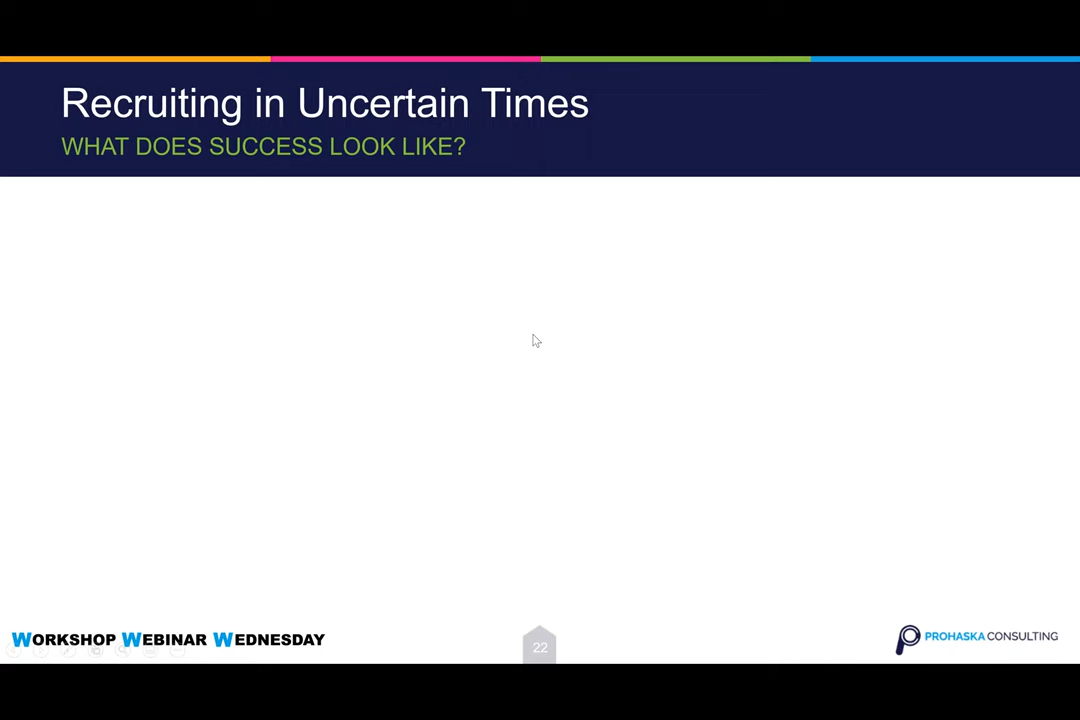 Recruiting in Uncertain Times
WHAT DOES SUCCESS LOOK LIKE?
WORKSHOP WEBINAR WEDNESDAY
22
PROHASKA CONSULTING